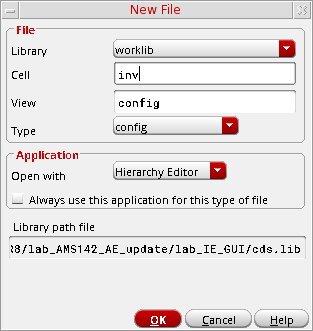 New File
File
Library worklib
Cell inv
View config
Type config
Application
Open with Hierarchy Editor
Always use this application for this type of file
Library path file
R8/lab_AMS142_AE_update/lab_IE_GUI/cds.lib
OK Cancel Help